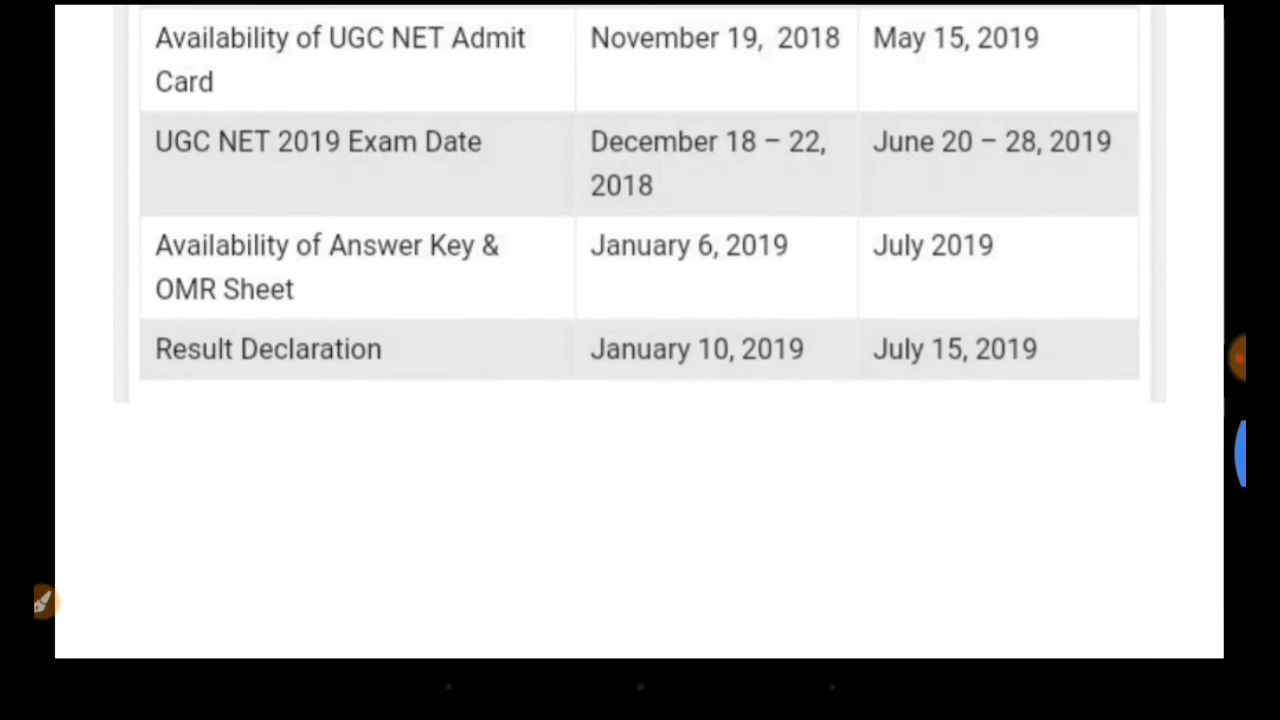 Availability of UGC NET Admit Card November 19, 2018 May 15, 2019
UGC NET 2019 Exam Date December 18 – 22, 2018 June 20 – 28, 2019
Availability of Answer Key & OMR Sheet January 6, 2019 July 2019
Result Declaration January 10, 2019 July 15, 2019